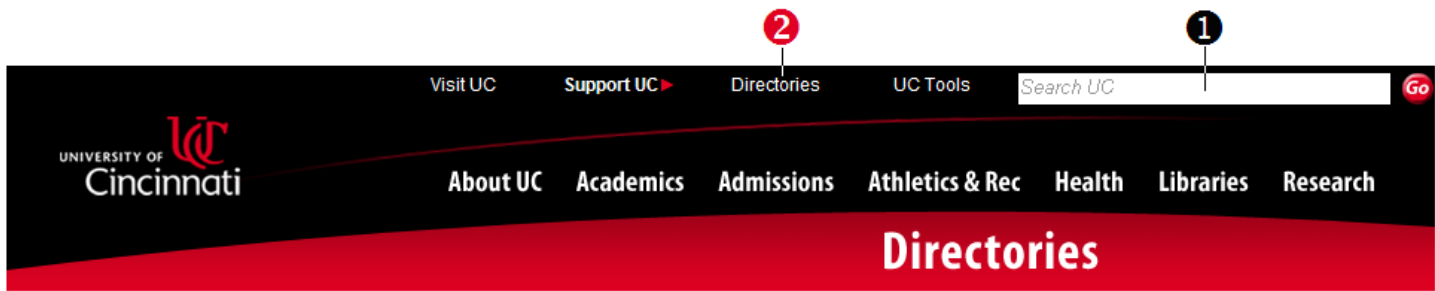 2 1
Visit UC Support UC Directories UC Tools Search UC Go
UC
UNIVERSITY OF
Cincinnati
About UC Academics Admissions Athletics & Rec Health Libraries Research
Directories